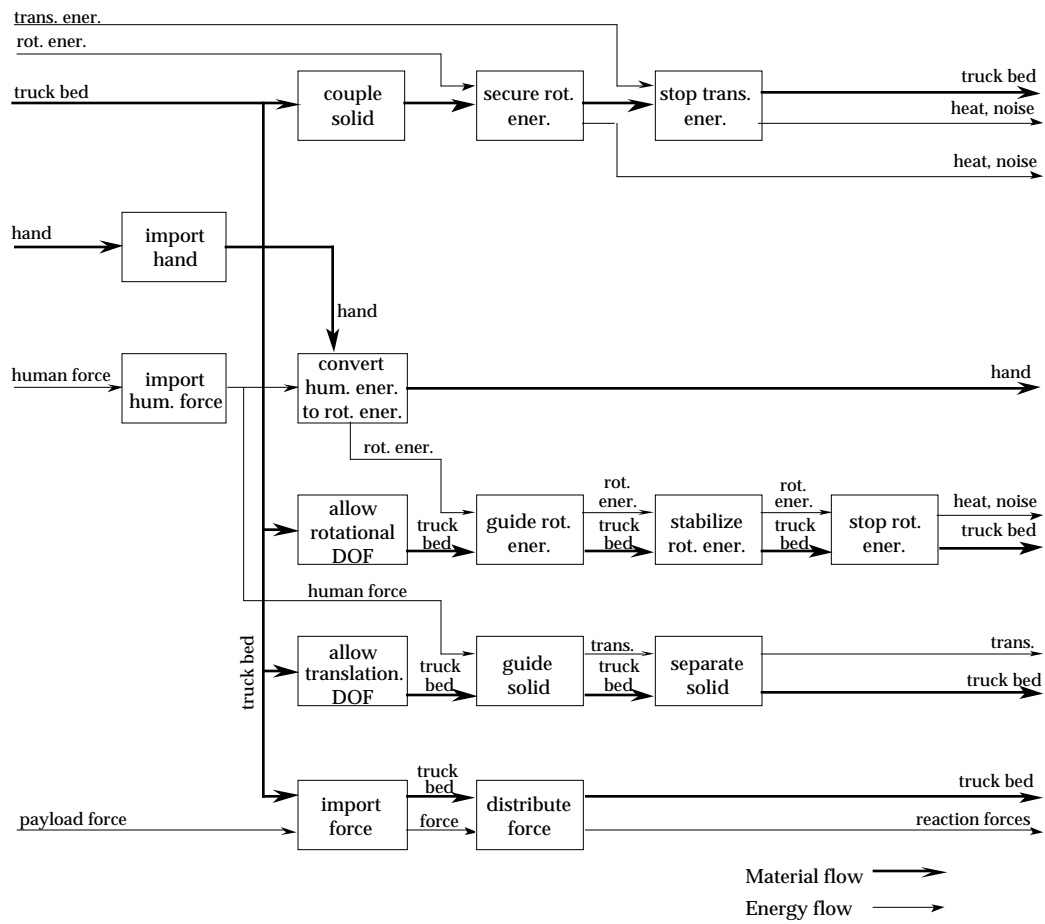 trans. ener.
rot. ener.
truck bed
couple
solid
secure rot.
ener.
stop trans.
ener.
truck bed
heat, noise
heat, noise
hand
import
hand
hand
human force
import
hum. force
convert
hum. ener.
to rot. ener.
hand
rot. ener.
allow
rotational
DOF
truck
bed
guide rot.
ener.
rot.
ener.
truck
bed
stabilize
rot. ener.
rot. ener.
truck
bed
stop rot.
ener.
heat, noise
truck bed
human force
truck bed
allow
translation.
DOF
truck
bed
guide
solid
trans.
truck
bed
separate
solid
trans.
truck bed
payload force
import
force
truck
bed
force
distribute
force
truck bed
reaction forces
Material flow
Energy flow